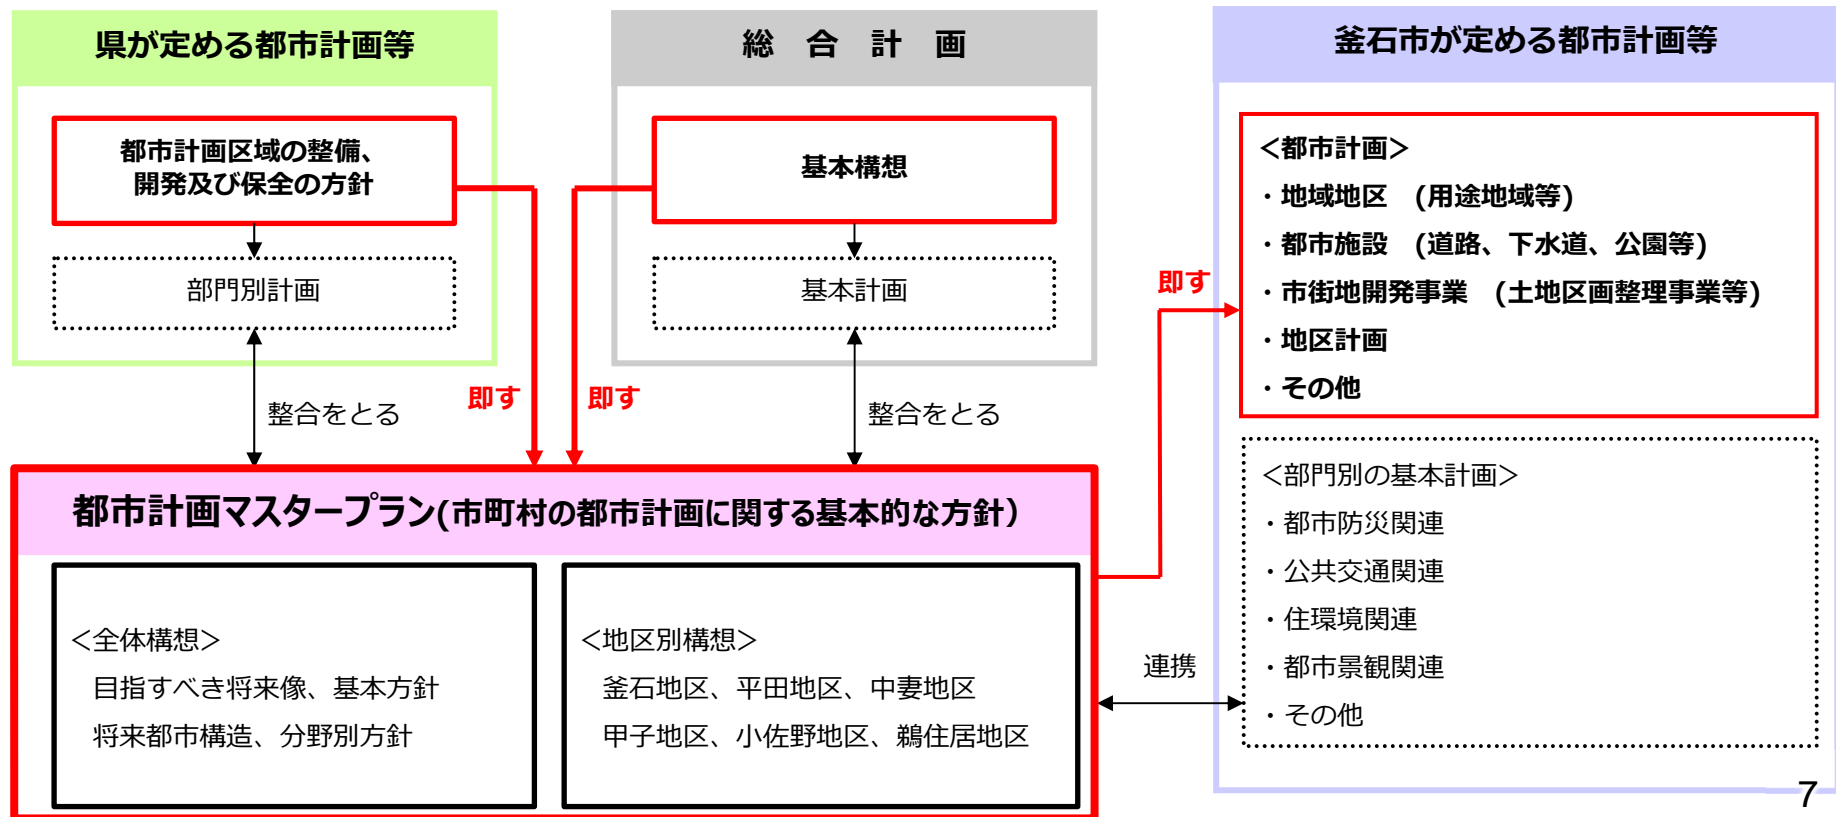 県が定める都市計画等
都市計画区域の整備、
開発及び保全の方針
部門別計画
整合をとる
即す
総 合 計 画
基本構想
基本計画
即す
整合をとる
釜石市が定める都市計画等
<都市計画>
・地域地区 (用途地域等)
・都市施設 (道路、下水道、公園等)
・市街地開発事業 (土地区画整理事業等)
・地区計画
・その他
即す
<部門別の基本計画>
・都市防災関連
・公共交通関連
・住環境関連
・都市景観関連
・その他
連携
都市計画マスタープラン(市町村の都市計画に関する基本的な方針)
<全体構想>
目指すべき将来像、基本方針
将来都市構造、分野別方針
<地区別構想>
釜石地区、平田地区、中妻地区
甲子地区、小佐野地区、鵜住居地区
7